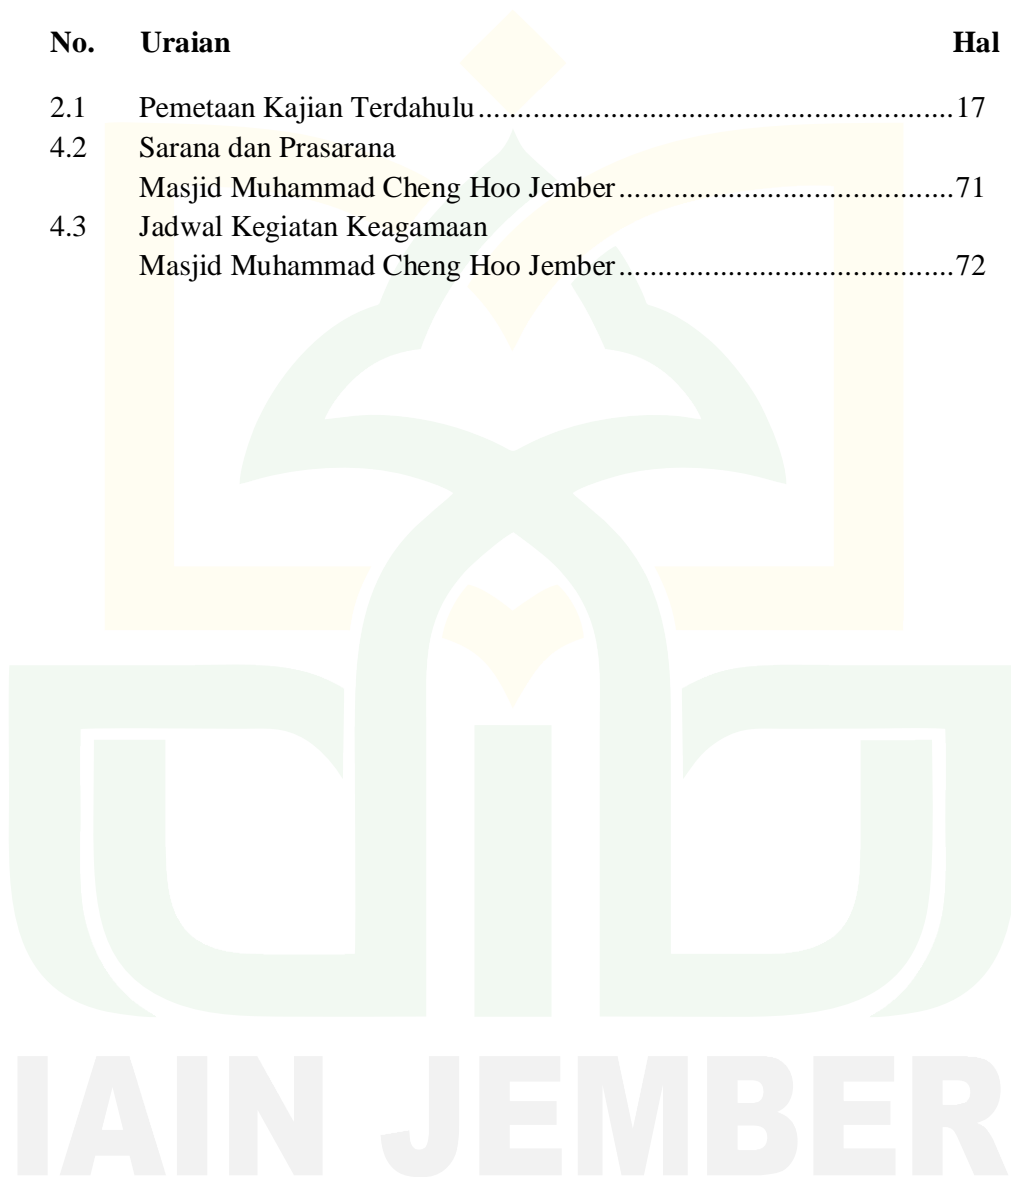 No. Uraian Hal
2.1 Pemetaan Kajian Terdahulu................................................................17
4.2 Sarana dan Prasarana
Masjid Muhammad Cheng Hoo Jember............................................71
4.3 Jadwal Kegiatan Keagamaan
Masjid Muhammad Cheng Hoo Jember............................................72
IAIN JEMBER